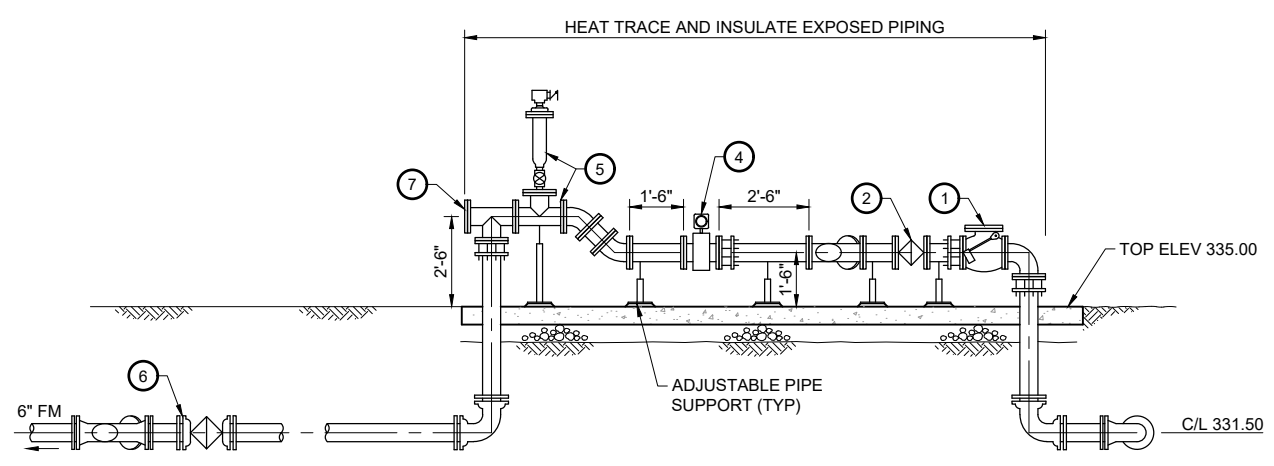 HEAT TRACE AND INSULATE EXPOSED PIPING
7
5
4
2
1
1'-6"
2'-6"
2'-6"
1'-6"
TOP ELEV 335.00
6
6" FM
ADJUSTABLE PIPE
SUPPORT (TYP)
C/L 331.50